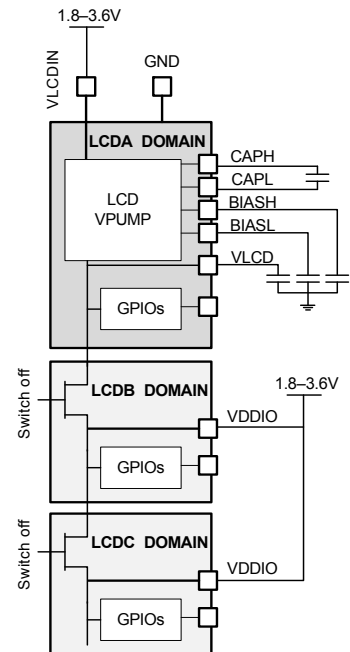 1.8–3.6V
VLCDIN
GND
LCDA DOMAIN
LCD
VPUMP
CAPH
CAPL
BIASH
BIASL
VLCD
GPIOs
Switch off
LCDB DOMAIN
1.8–3.6V
VDDIO
GPIOs
Switch off
LCDC DOMAIN
VDDIO
GPIOs